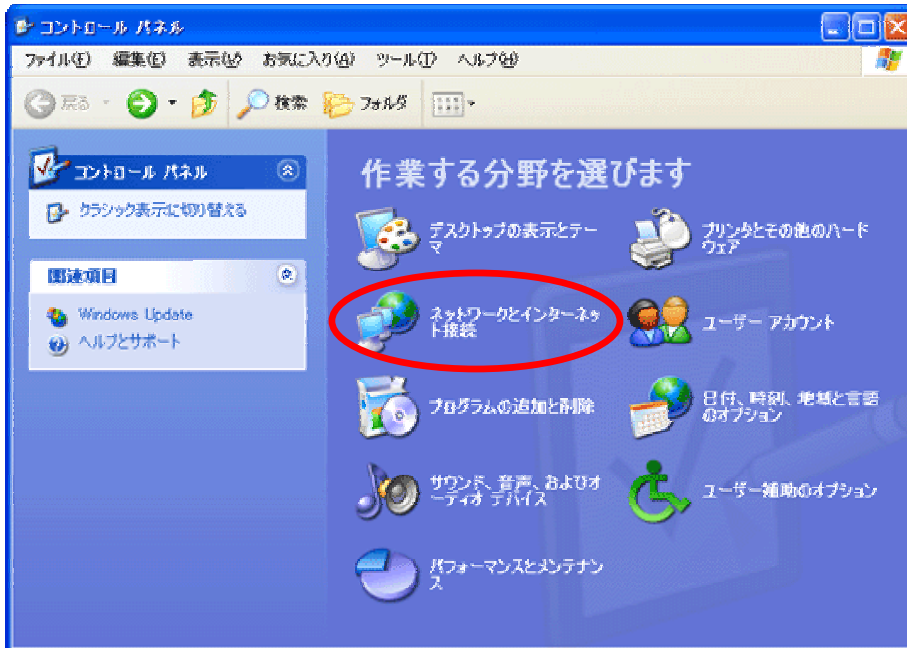 コントロール パネル
ファイル(F) 編集(E) 表示(V) お気に入り(A) ツール(T) ヘルプ(H)
戻る 検索 フォルダ
コントロール パネル
クラシック表示に切り替える
関連項目
Windows Update
ヘルプとサポート
作業する分野を選びます
デスクトップの表示とテー
マ
プリンタとその他のハード
ウェア
ネットワークとインターネッ
ト接続
ユーザー アカウント
プログラムの追加と削除
日付、時刻、地域と言語
のオプション
サウンド、音声、およびオ
ーディオ デバイス
ユーザー補助のオプション
パフォーマンスとメンテナン
ス